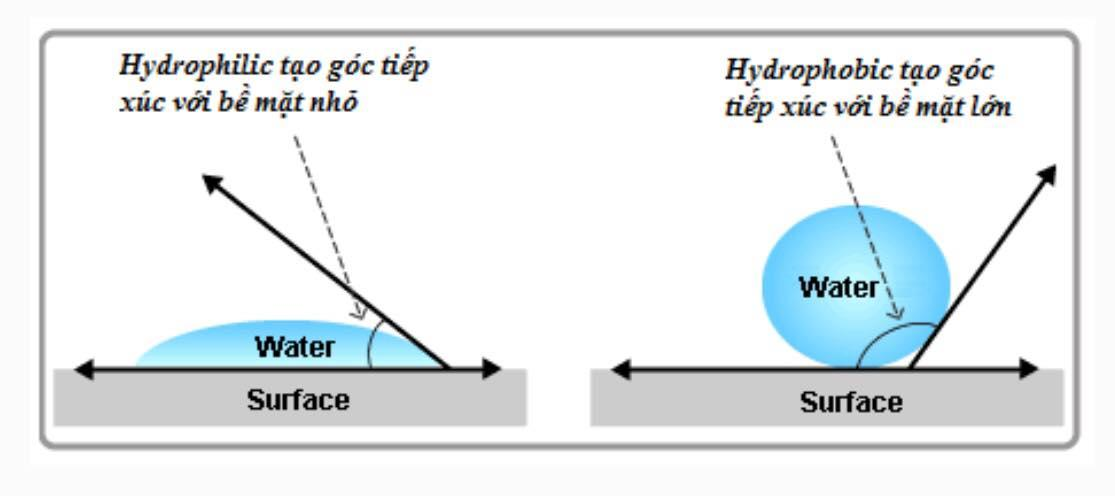 Hydrophilic tạo góc tiếp
xúc với bề mặt nhỏ
Hydrophobic tạo góc
tiếp xúc với bề mặt lớn
Water
Surface
Water
Surface